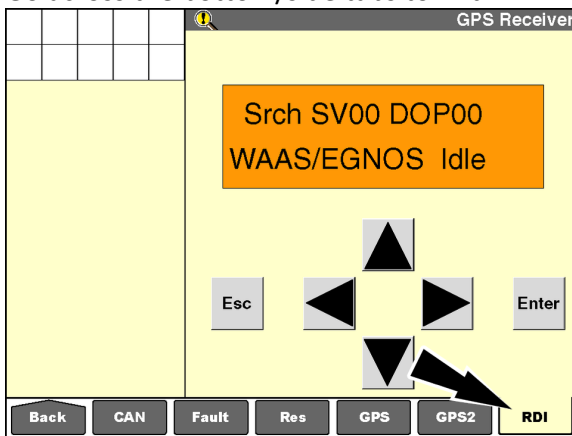 GPS Receiver
Srch SV00 DOP00
WAAS/EGNOS Idle
Esc
Enter
Back CAN Fault Res GPS GPS2 RDI